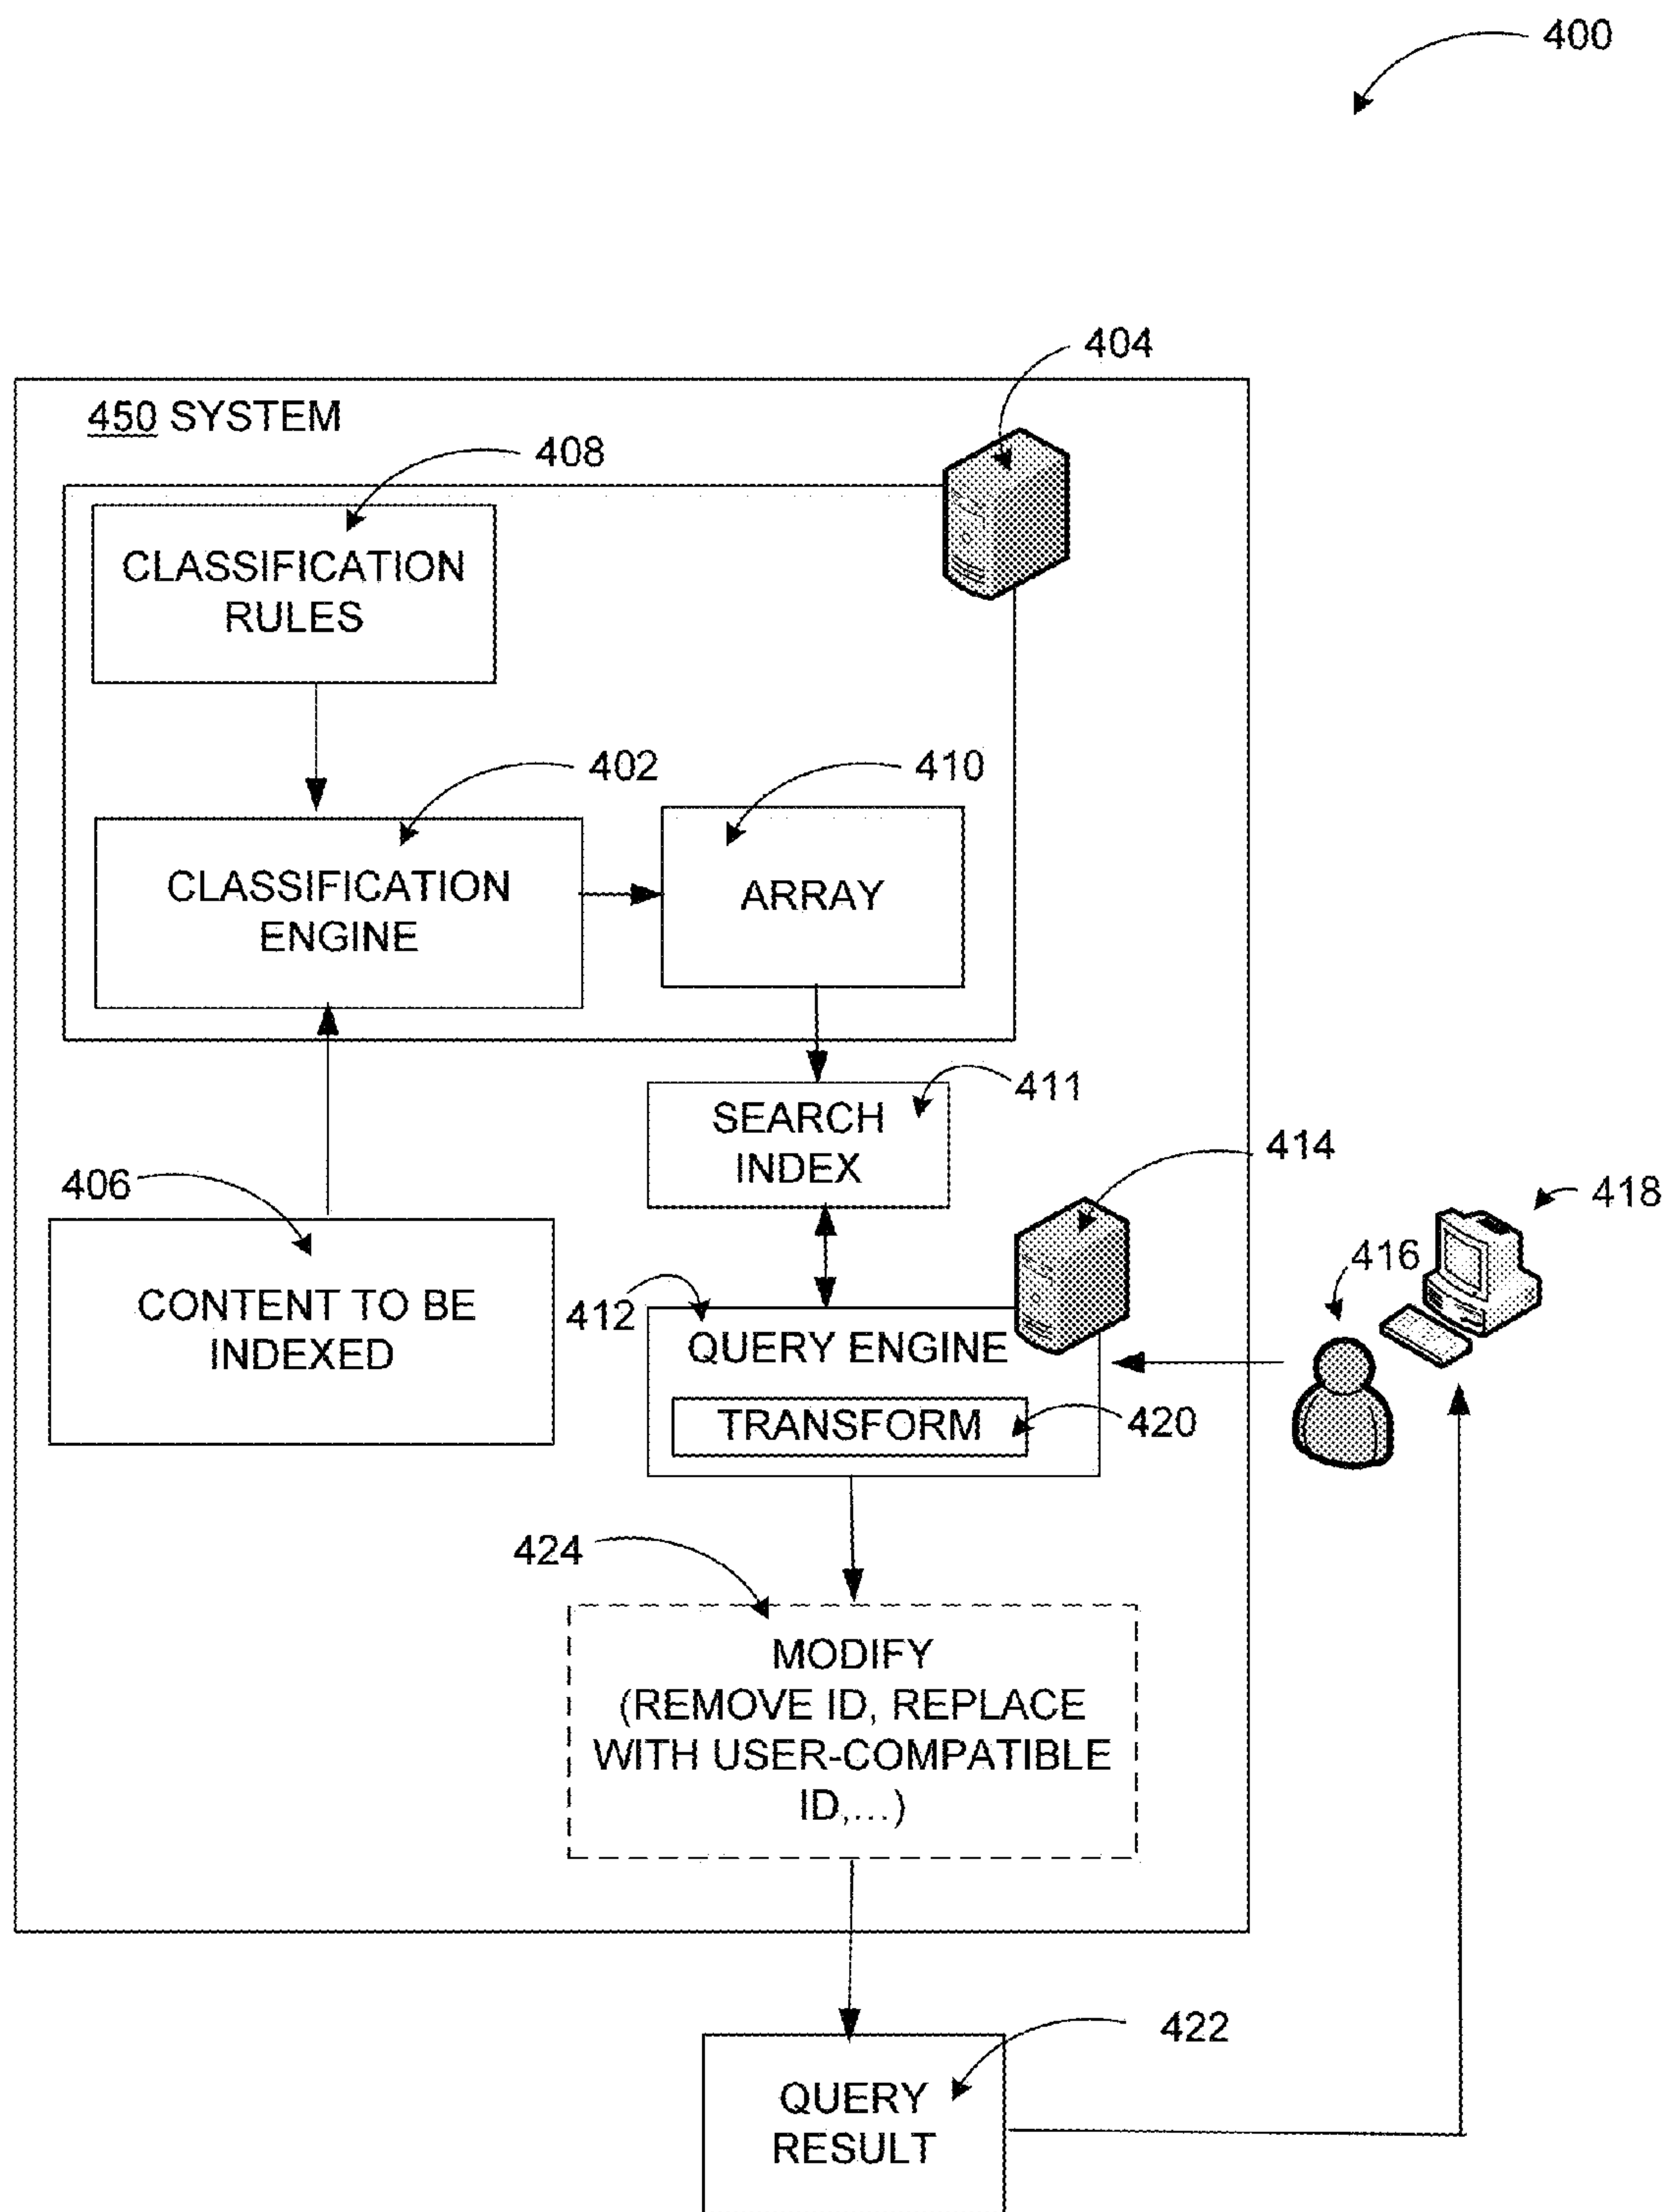 400
404
450 SYSTEM
408
CLASSIFICATION
RULES
402
410
CLASSIFICATION
ENGINE
ARRAY
411
SEARCH
INDEX
414
406
418
416
CONTENT TO BE
INDEXED
412
QUERY ENGINE
TRANSFORM
420
424
MODIFY
(REMOVE ID, REPLACE
WITH USER-COMPATIBLE
ID,...)
422
QUERY
RESULT